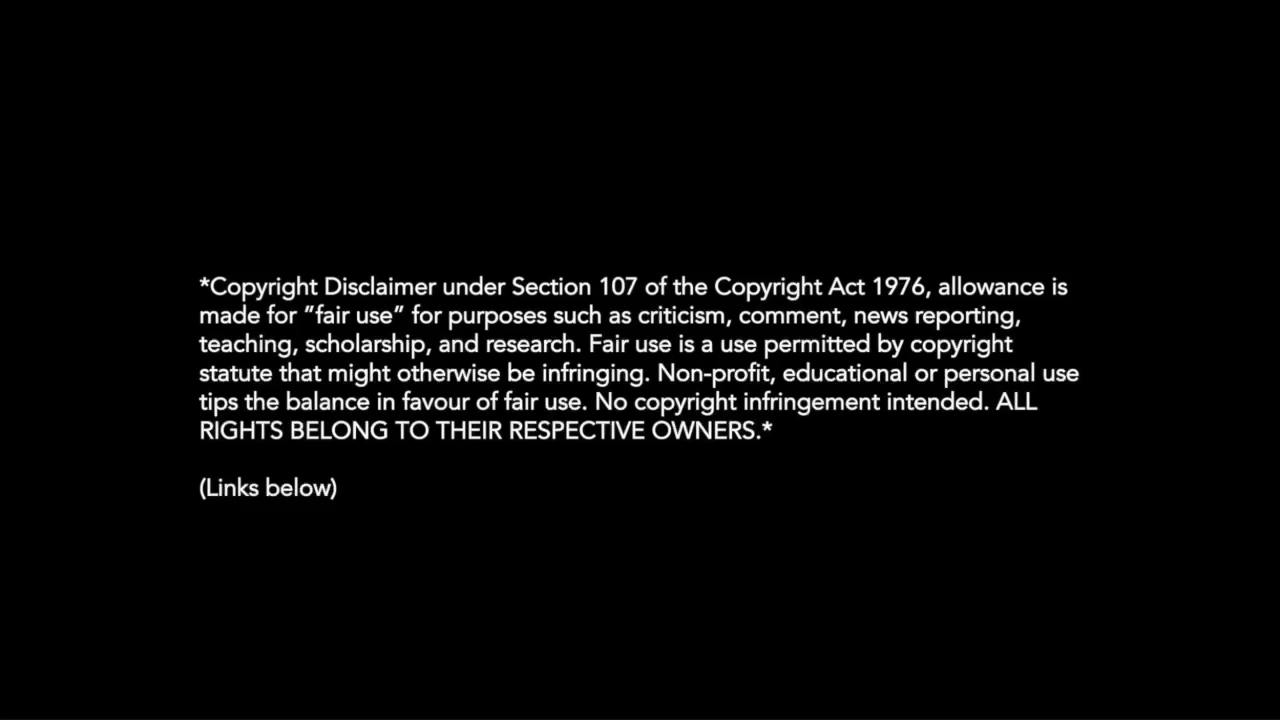 *Copyright Disclaimer under Section 107 of the Copyright Act 1976, allowance is
made for ”fair use” for purposes such as criticism, comment, news reporting,
teaching, scholarship, and research. Fair use is a use permitted by copyright
statute that might otherwise be infringing. Non-profit, educational or personal use
tips the balance in favour of fair use. No copyright infringement intended. ALL
RIGHTS BELONG TO THEIR RESPECTIVE OWNERS.*
(Links below)